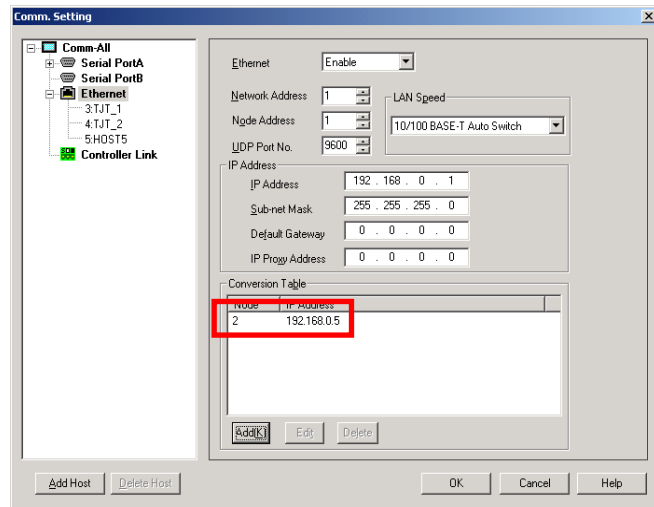 Comm. Setting
Comm-All
Serial PortA
Serial PortB
Ethernet
3:TJT_1
4:TJT_2
5:HOST5
Controller Link
Ethernet Enable
Network Address 1
Node Address 1
UDP Port No. 9600
LAN Speed
10/100 BASE-T Auto Switch
IP Address
IP Address 192 . 168 . 0 . 1
Sub-net Mask 255 . 255 . 255 . 0
Default Gateway 0 . 0 . 0 . 0
IP Proxy Address 0 . 0 . 0 . 0
Conversion Table
Node IP Address
2 192.168.0.5
Add[K] Edit Delete
Add Host Delete Host OK Cancel Help